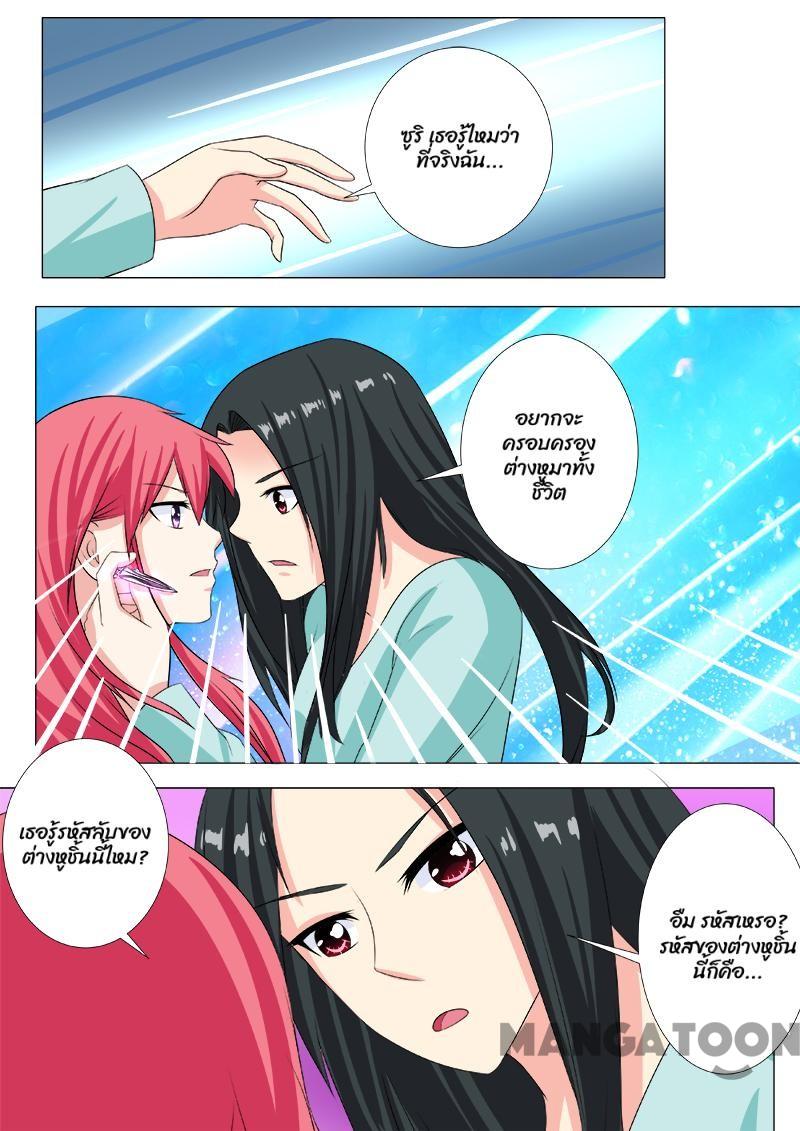 ซูริ เธอรู้ไหมว่า
ที่จริงฉัน...
อยากจะ
ครอบครอง
ต่างหูมาทั้ง
ชีวิต
เธอรู้รหัสลับของ
ต่างหูชิ้นนี้ไหม?
อืม รหัสเหรอ?
รหัสของต่างหูชิ้น
นี้ก็คือ...
MANGATOON